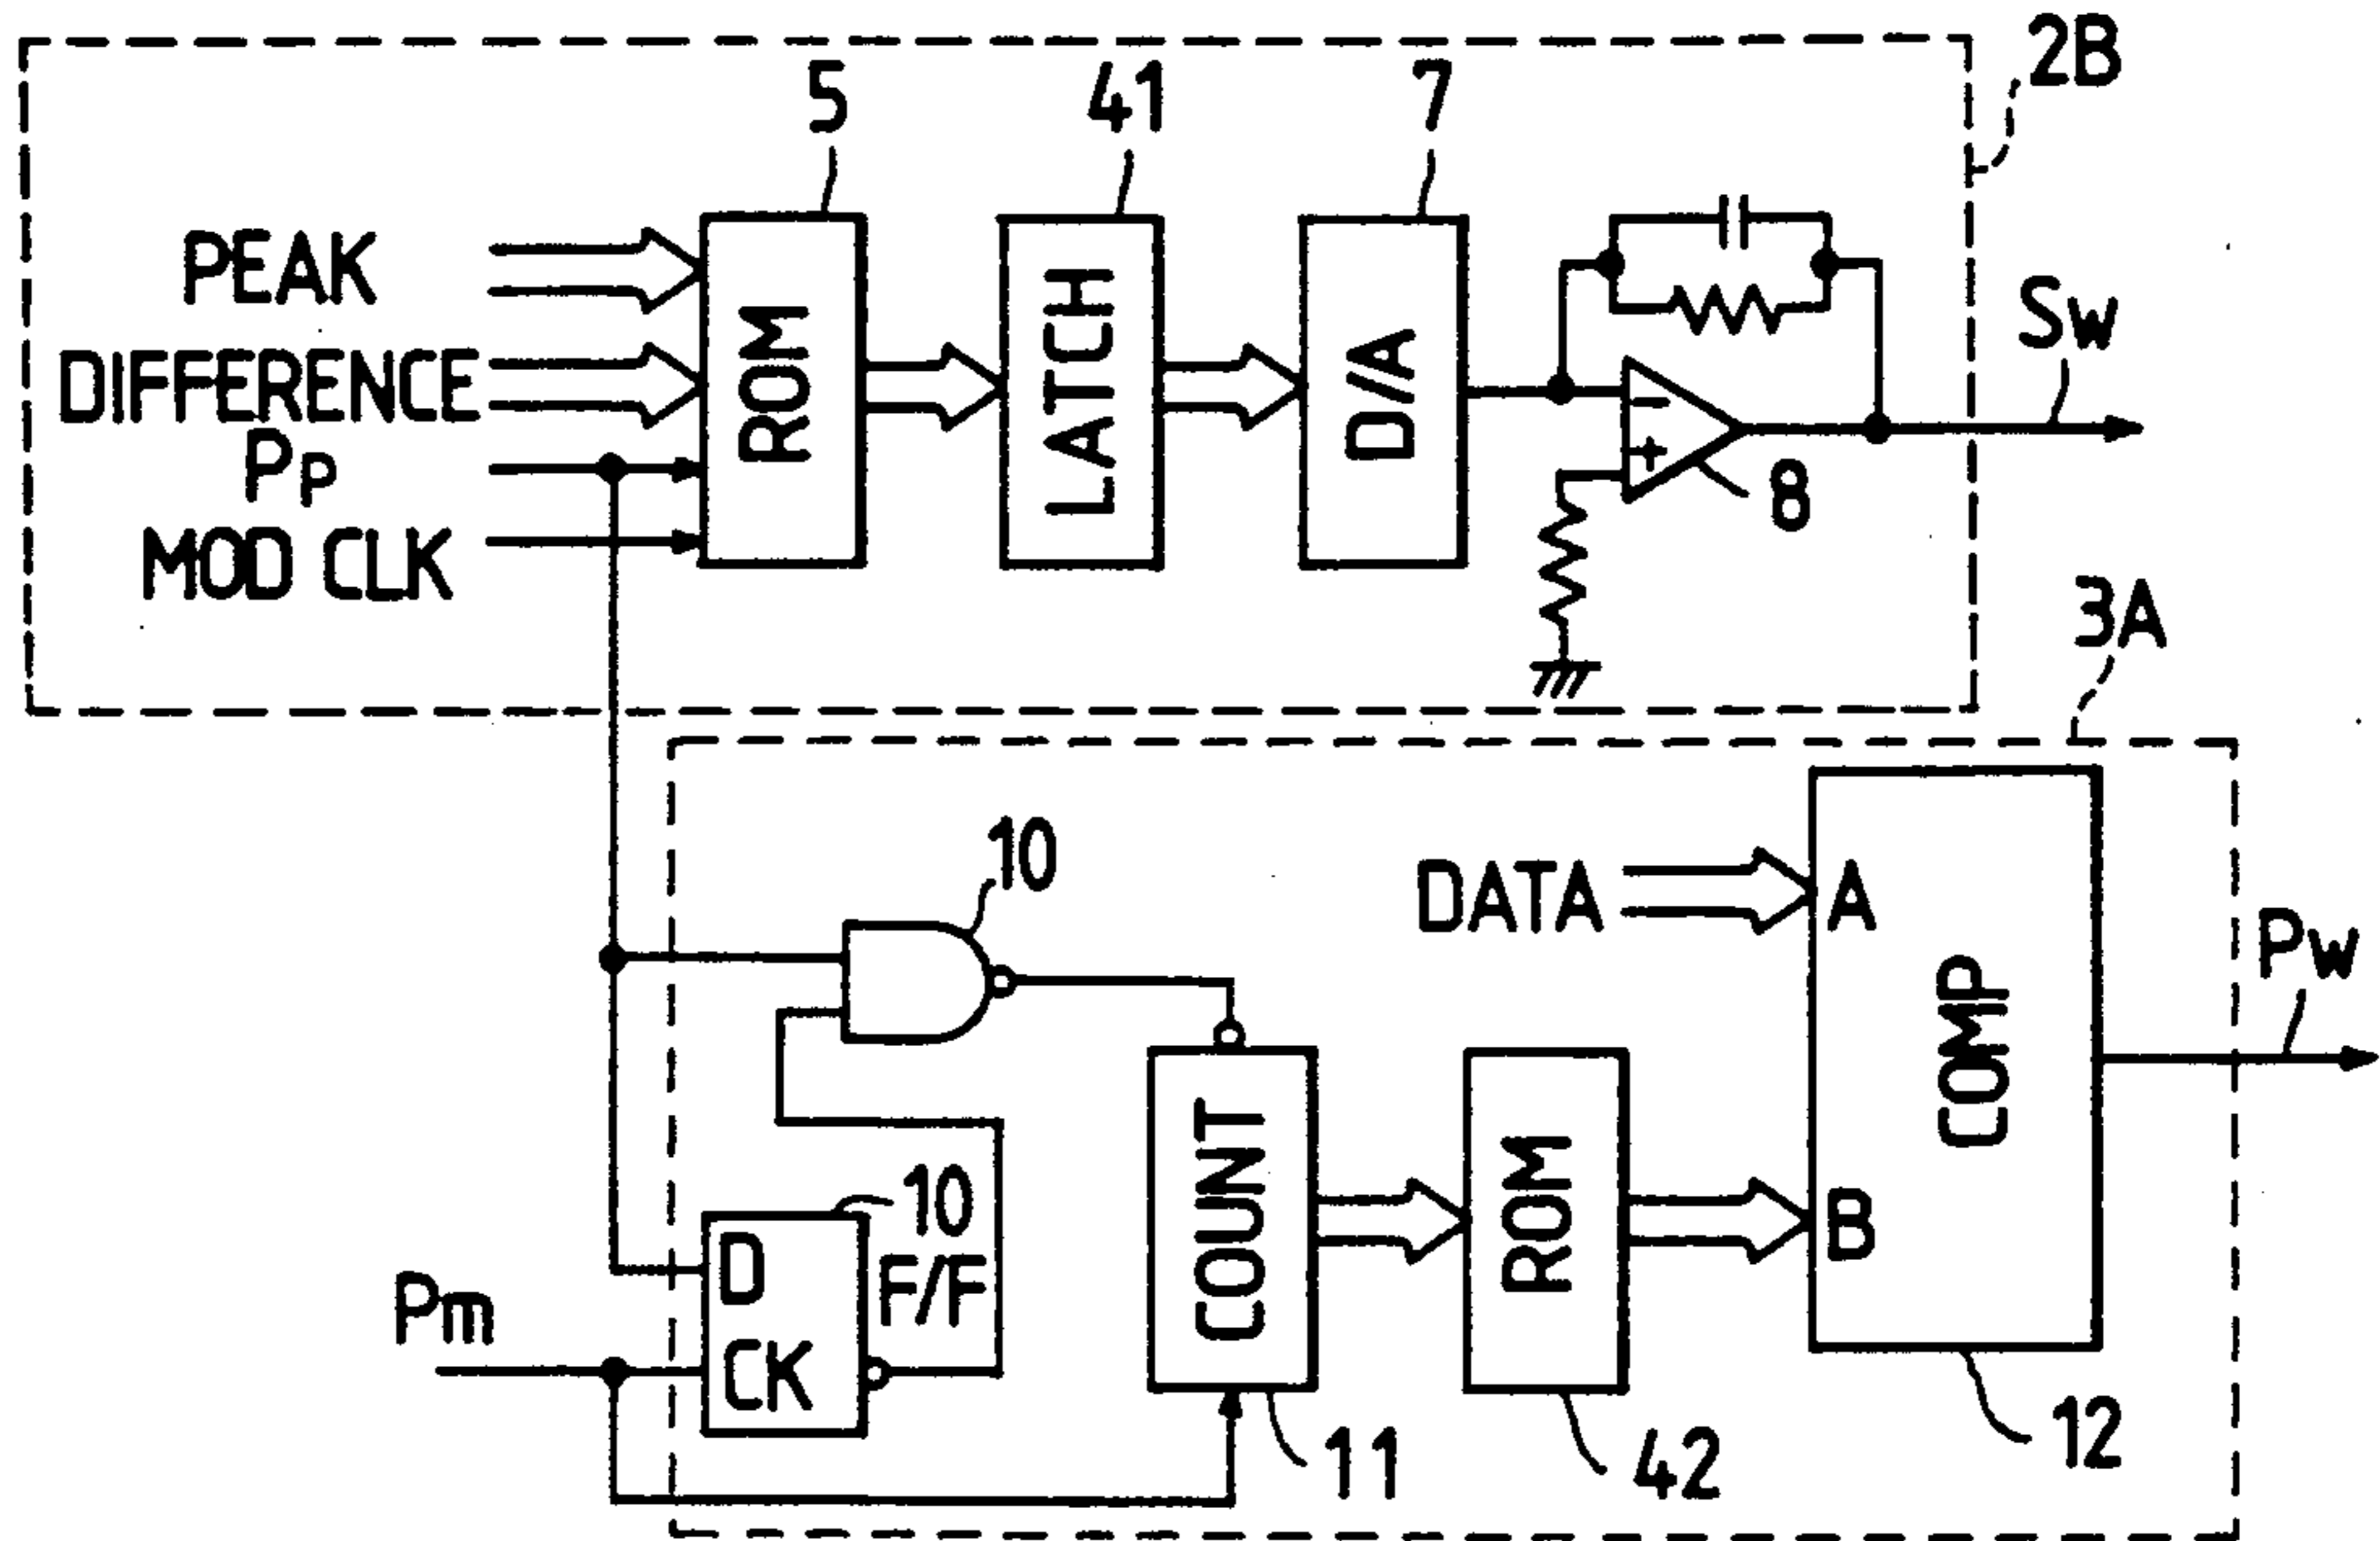 2B
5
41
7
PEAK
DIFFERENCE
PP
MOD CLK
ROM
LATCH
D/A
−
+
8
Sw
3A
10
DATA
A
B
COMP
Pw
10
F/F
D
CK
Pm
COUNT
ROM
11
42
12